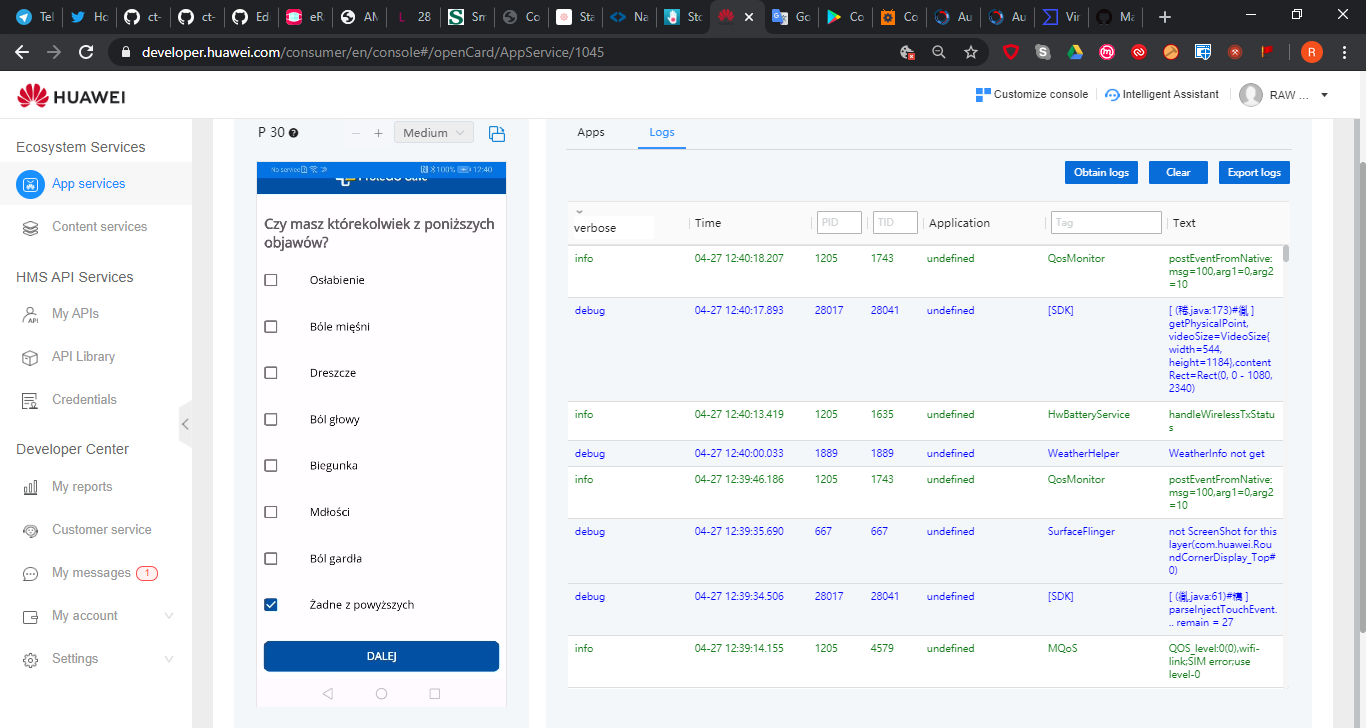 Tel
Ho
ct-
ct-
Ed
eR
AM
28
Sm
Co
Sta
Na
Sto
Go
Co
Co
Au
Au
Vir
Ma
developer.huawei.com/consumer/en/console#/openCard/AppService/1045
R
HUAWEI
Customize console
Intelligent Assistant
RAW ...
Ecosystem Services
App services
Content services
HMS API Services
My APIs
API Library
Credentials
Developer Center
My reports
Customer service
My messages 1
My account
Settings
P 30
Medium
No service
100%
12:40
ProteGO Safe
Czy masz którekolwiek z poniższych
objawów?
Osłabienie
Bóle mięśni
Dreszcze
Ból głowy
Biegunka
Mdłości
Ból gardła
Żadne z powyższych
DALEJ
Apps
Logs
Obtain logs
Clear
Export logs
verbose
Time
PID
TID
Application
Tag
Text
info 04-27 12:40:18.207 1205 1743 undefined QosMonitor postEventFromNative:
msg=100,arg1=0,arg2
=10
debug 04-27 12:40:17.893 28017 28041 undefined [SDK]
getPhysicalPoint,
videoSize=VideoSize{
width=544,
height=1184},content
Rect=Rect(0, 0 - 1080,
2340)
info 04-27 12:40:13.419 1205 1635 undefined HwBatteryService handleWirelessTxStatu
s
debug 04-27 12:40:00.033 1889 1889 undefined WeatherHelper WeatherInfo not get
info 04-27 12:39:46.186 1205 1743 undefined QosMonitor postEventFromNative:
msg=100,arg1=0,arg2
=10
debug 04-27 12:39:35.690 667 667 undefined SurfaceFlinger not ScreenShot for this
layer(com.huawei.Rou
ndCornerDisplay_Top#
0)
debug 04-27 12:39:34.506 28017 28041 undefined [SDK]
parseInjectTouchEvent.
.. remain = 27
info 04-27 12:39:14.155 1205 4579 undefined MQoS QOS_level:0(0),wifi-
link;SIM error;use
level-0